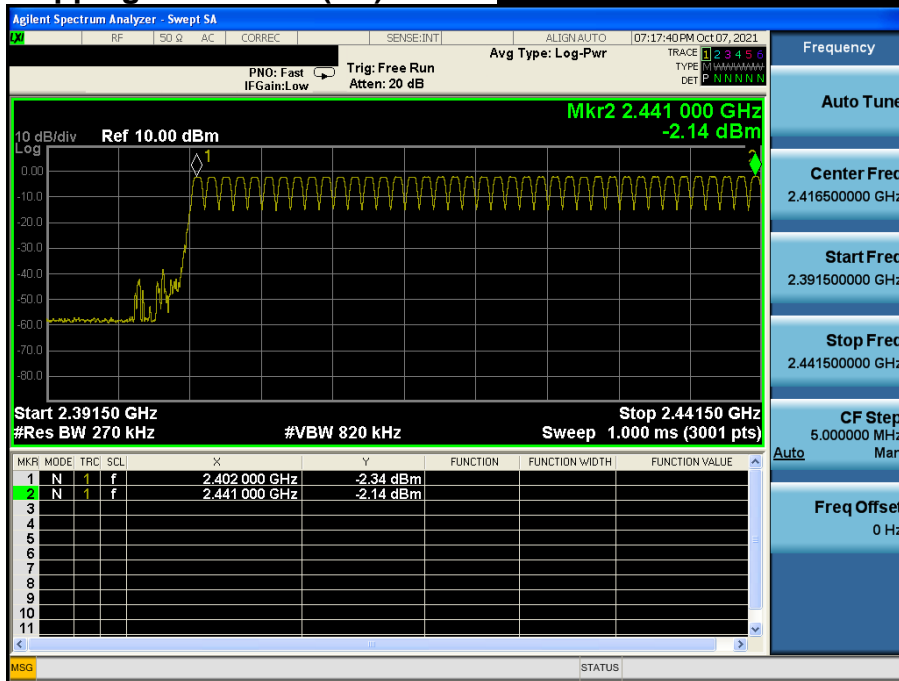 Agilent Spectrum Analyzer - Swept SA
LXI RF 50 Ω AC CORREC SENSE:INT ALIGN AUTO 07:17:40 PM Oct 07, 2021
Avg Type: Log-Pwr
TRACE 1 2 3 4 5 6
TYPE M
DET P N N N N N
PNO: Fast
IFGain:Low
Trig: Free Run
Atten: 20 dB
Mkr2 2.441 000 GHz
-2.14 dBm
10 dB/div Ref 10.00 dBm
Log
1
2
0.00
-10.0
-20.0
-30.0
-40.0
-50.0
-60.0
-70.0
-80.0
Start 2.39150 GHz Stop 2.44150 GHz
#Res BW 270 kHz #VBW 820 kHz Sweep 1.000 ms (3001 pts)
MKR MODE TRC SCL X Y FUNCTION FUNCTION WIDTH FUNCTION VALUE
1 N 1 f 2.402 000 GHz -2.34 dBm
2 N 1 f 2.441 000 GHz -2.14 dBm
3
4
5
6
7
8
9
10
11
MSG STATUS
Frequency
Auto Tune
Center Freq
2.416500000 GHz
Start Freq
2.391500000 GHz
Stop Freq
2.441500000 GHz
CF Step
5.000000 MHz
Auto Man
Freq Offset
0 Hz